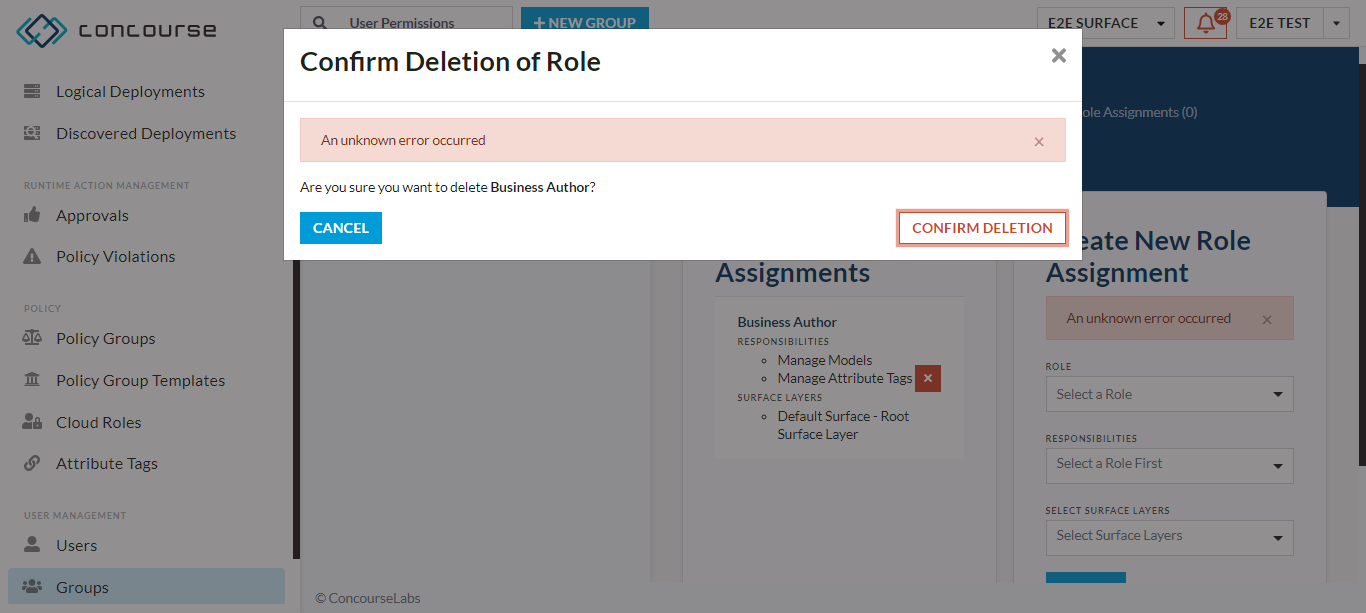 concourse
User Permissions
NEW GROUP
E2E SURFACE
28
E2E TEST
Logical Deployments
Discovered Deployments
RUNTIME ACTION MANAGEMENT
Approvals
Policy Violations
POLICY
Policy Groups
Policy Group Templates
Cloud Roles
Attribute Tags
USER MANAGEMENT
Users
Groups
Confirm Deletion of Role
An unknown error occurred
Are you sure you want to delete Business Author?
CANCEL
CONFIRM DELETION
ole Assignments (0)
Assignments
Business Author
RESPONSIBILITIES
Manage Models
Manage Attribute Tags
SURFACE LAYERS
Default Surface - Root
Surface Layer
eate New Role
Assignment
An unknown error occurred
ROLE
Select a Role
RESPONSIBILITIES
Select a Role First
SELECT SURFACE LAYERS
Select Surface Layers
© ConcourseLabs